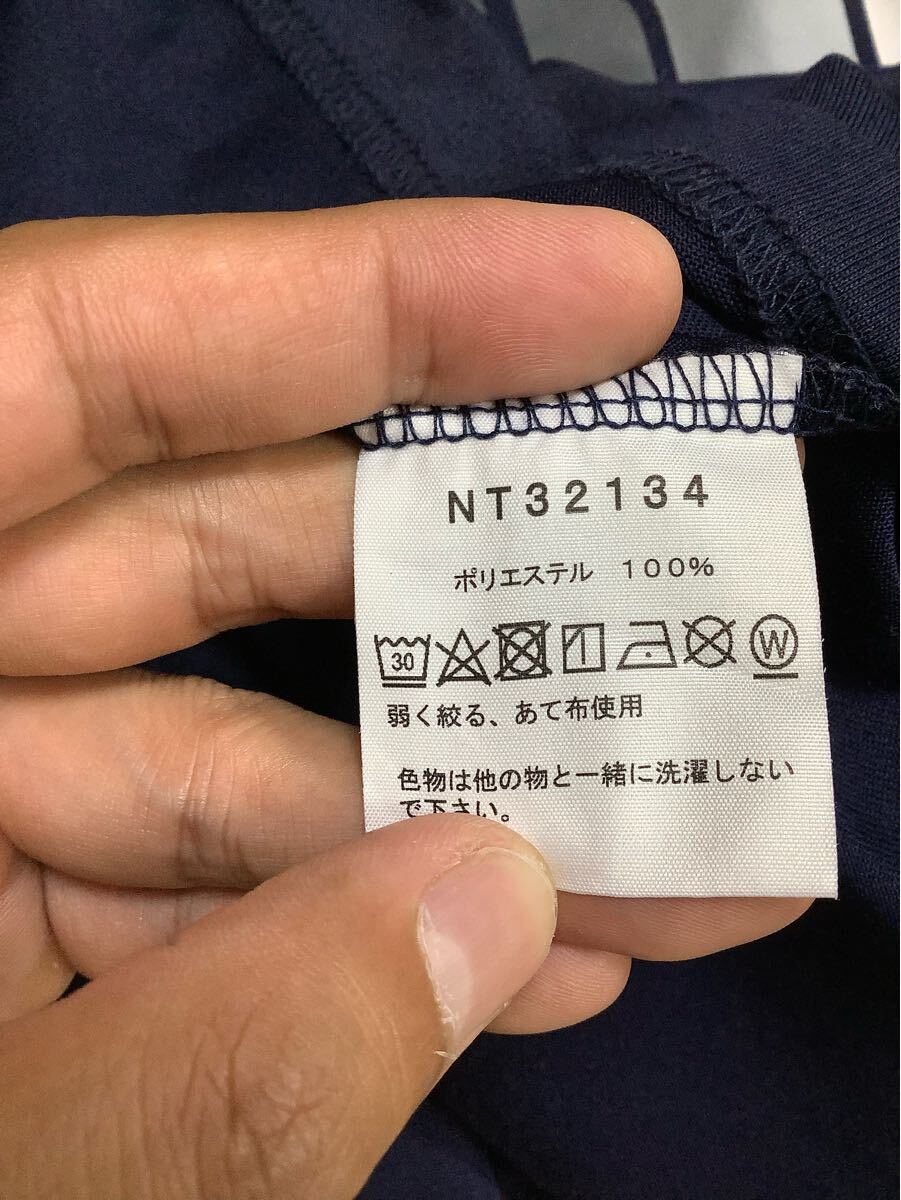 NT32134
ポリエステル 100%
30
W
弱く絞る、あて布使用
色物は他の物と一緒に洗濯しない
で下さい。